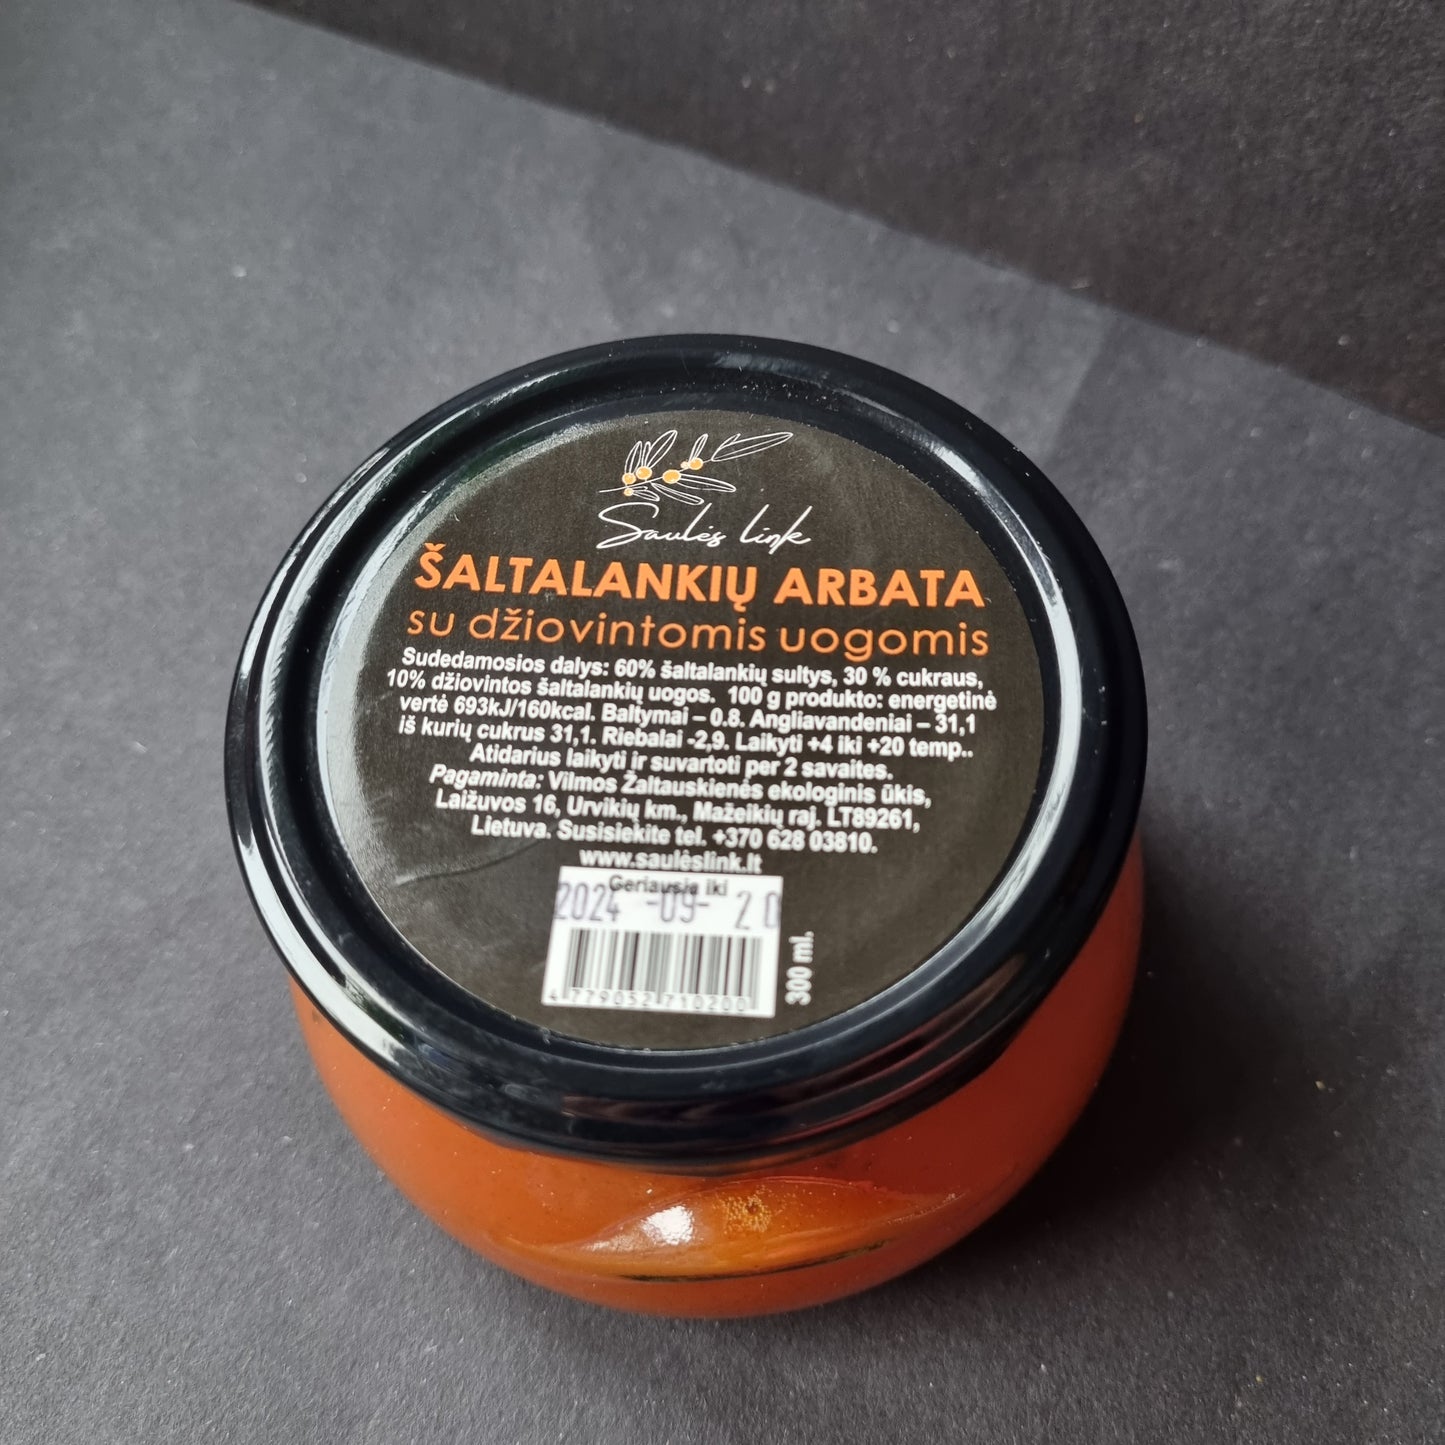 Saulės link
ŠALTALANKIŲ ARBATA
su džiovintomis uogomis
Sudedamosios dalys: 60% šaltalankių sultys, 30 % cukraus,
10% džiovintos šaltalankių uogos. 100 g produkto: energetinė
vertė 693kJ/160kcal. Baltymai – 0.8. Angliavandeniai – 31,1
iš kurių cukrus 31,1. Riebalai -2,9. Laikyti +4 iki +20 temp..
Atidarius laikyti ir suvartoti per 2 savaites.
Pagaminta: Vilmos Žaltauskienės ekologinis ūkis,
Laižuvos 16, Urvikių km., Mažeikių raj. LT89261,
Lietuva. Susisiekite tel. +370 628 03810.
www.saulėslink.lt
Geriausia iki
2024 -09- 20
4 779052 710200
300 ml.